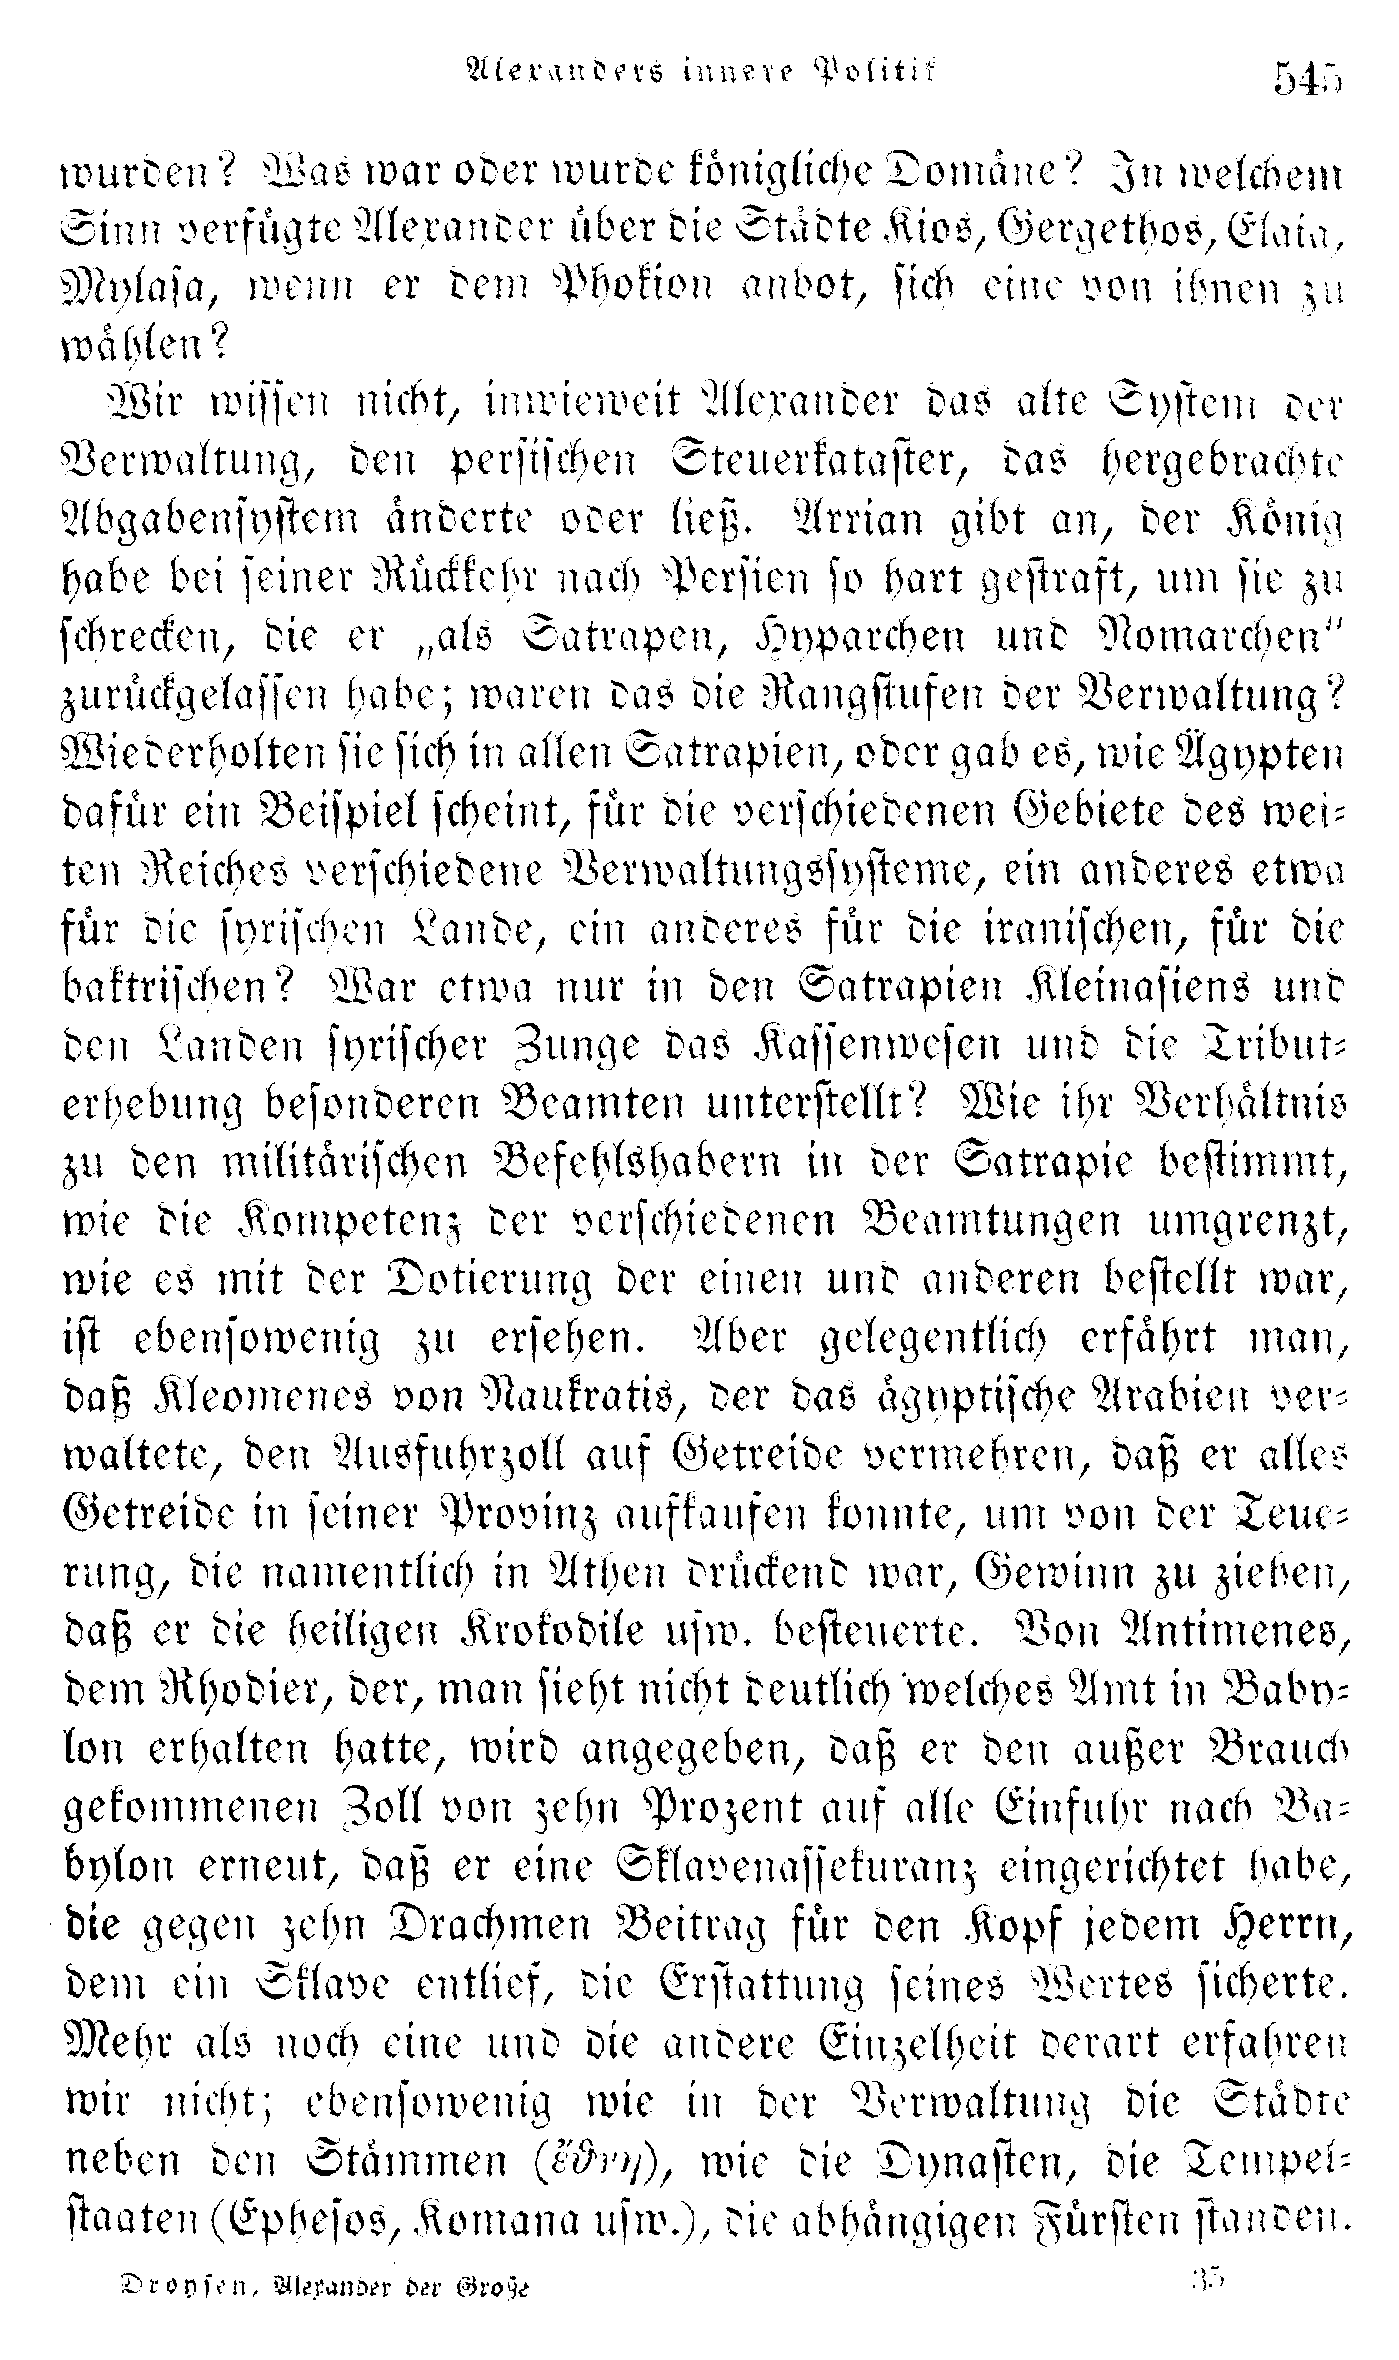 Alexanders innere Politik 545
wurden? Was war oder wurde königliche Domäne? In welchem
Sinn verfügte Alexander über die Städte Kios, Gergethos, Elaia,
Mylasa, wenn er dem Phokion anbot, sich eine von ihnen zu
wählen?
Wir wissen nicht, inwieweit Alexander das alte System der
Verwaltung, den persischen Steuerkataster, das hergebrachte
Abgabensystem änderte oder ließ. Arrian gibt an, der König
habe bei seiner Rückkehr nach Persien so hart gestraft, um sie zu
schrecken, die er „als Satrapen, Hyparchen und Nomarchen“
zurückgelassen habe; waren das die Rangstufen der Verwaltung?
Wiederholten sie sich in allen Satrapien, oder gab es, wie Ägypten
dafür ein Beispiel scheint, für die verschiedenen Gebiete des wei-
ten Reiches verschiedene Verwaltungssysteme, ein anderes etwa
für die syrischen Lande, ein anderes für die iranischen, für die
baktrischen? War etwa nur in den Satrapien Kleinasiens und
den Landen syrischer Zunge das Kassenwesen und die Tribut-
erhebung besonderen Beamten unterstellt? Wie ihr Verhältnis
zu den militärischen Befehlshabern in der Satrapie bestimmt,
wie die Kompetenz der verschiedenen Beamtungen umgrenzt,
wie es mit der Dotierung der einen und anderen bestellt war,
ist ebensowenig zu ersehen. Aber gelegentlich erfährt man,
daß Kleomenes von Naukratis, der das ägyptische Arabien ver-
waltete, den Ausfuhrzoll auf Getreide vermehren, daß er alles
Getreide in seiner Provinz aufkaufen konnte, um von der Teue-
rung, die namentlich in Athen drückend war, Gewinn zu ziehen,
daß er die heiligen Krokodile usw. besteuerte. Von Antimenes,
dem Rhodier, der, man sieht nicht deutlich welches Amt in Baby-
lon erhalten hatte, wird angegeben, daß er den außer Brauch
gekommenen Zoll von zehn Prozent auf alle Einfuhr nach Ba-
bylon erneut, daß er eine Sklavenassekuranz eingerichtet habe,
die gegen zehn Drachmen Beitrag für den Kopf jedem Herrn,
dem ein Sklave entlief, die Erstattung seines Wertes sicherte.
Mehr als noch eine und die andere Einzelheit derart erfahren
wir nicht; ebensowenig wie in der Verwaltung die Städte
neben den Stämmen (ἔθνη), wie die Dynasten, die Tempel-
staaten (Ephesos, Komana usw.), die abhängigen Fürsten standen.
Droysen, Alexander der Große 35